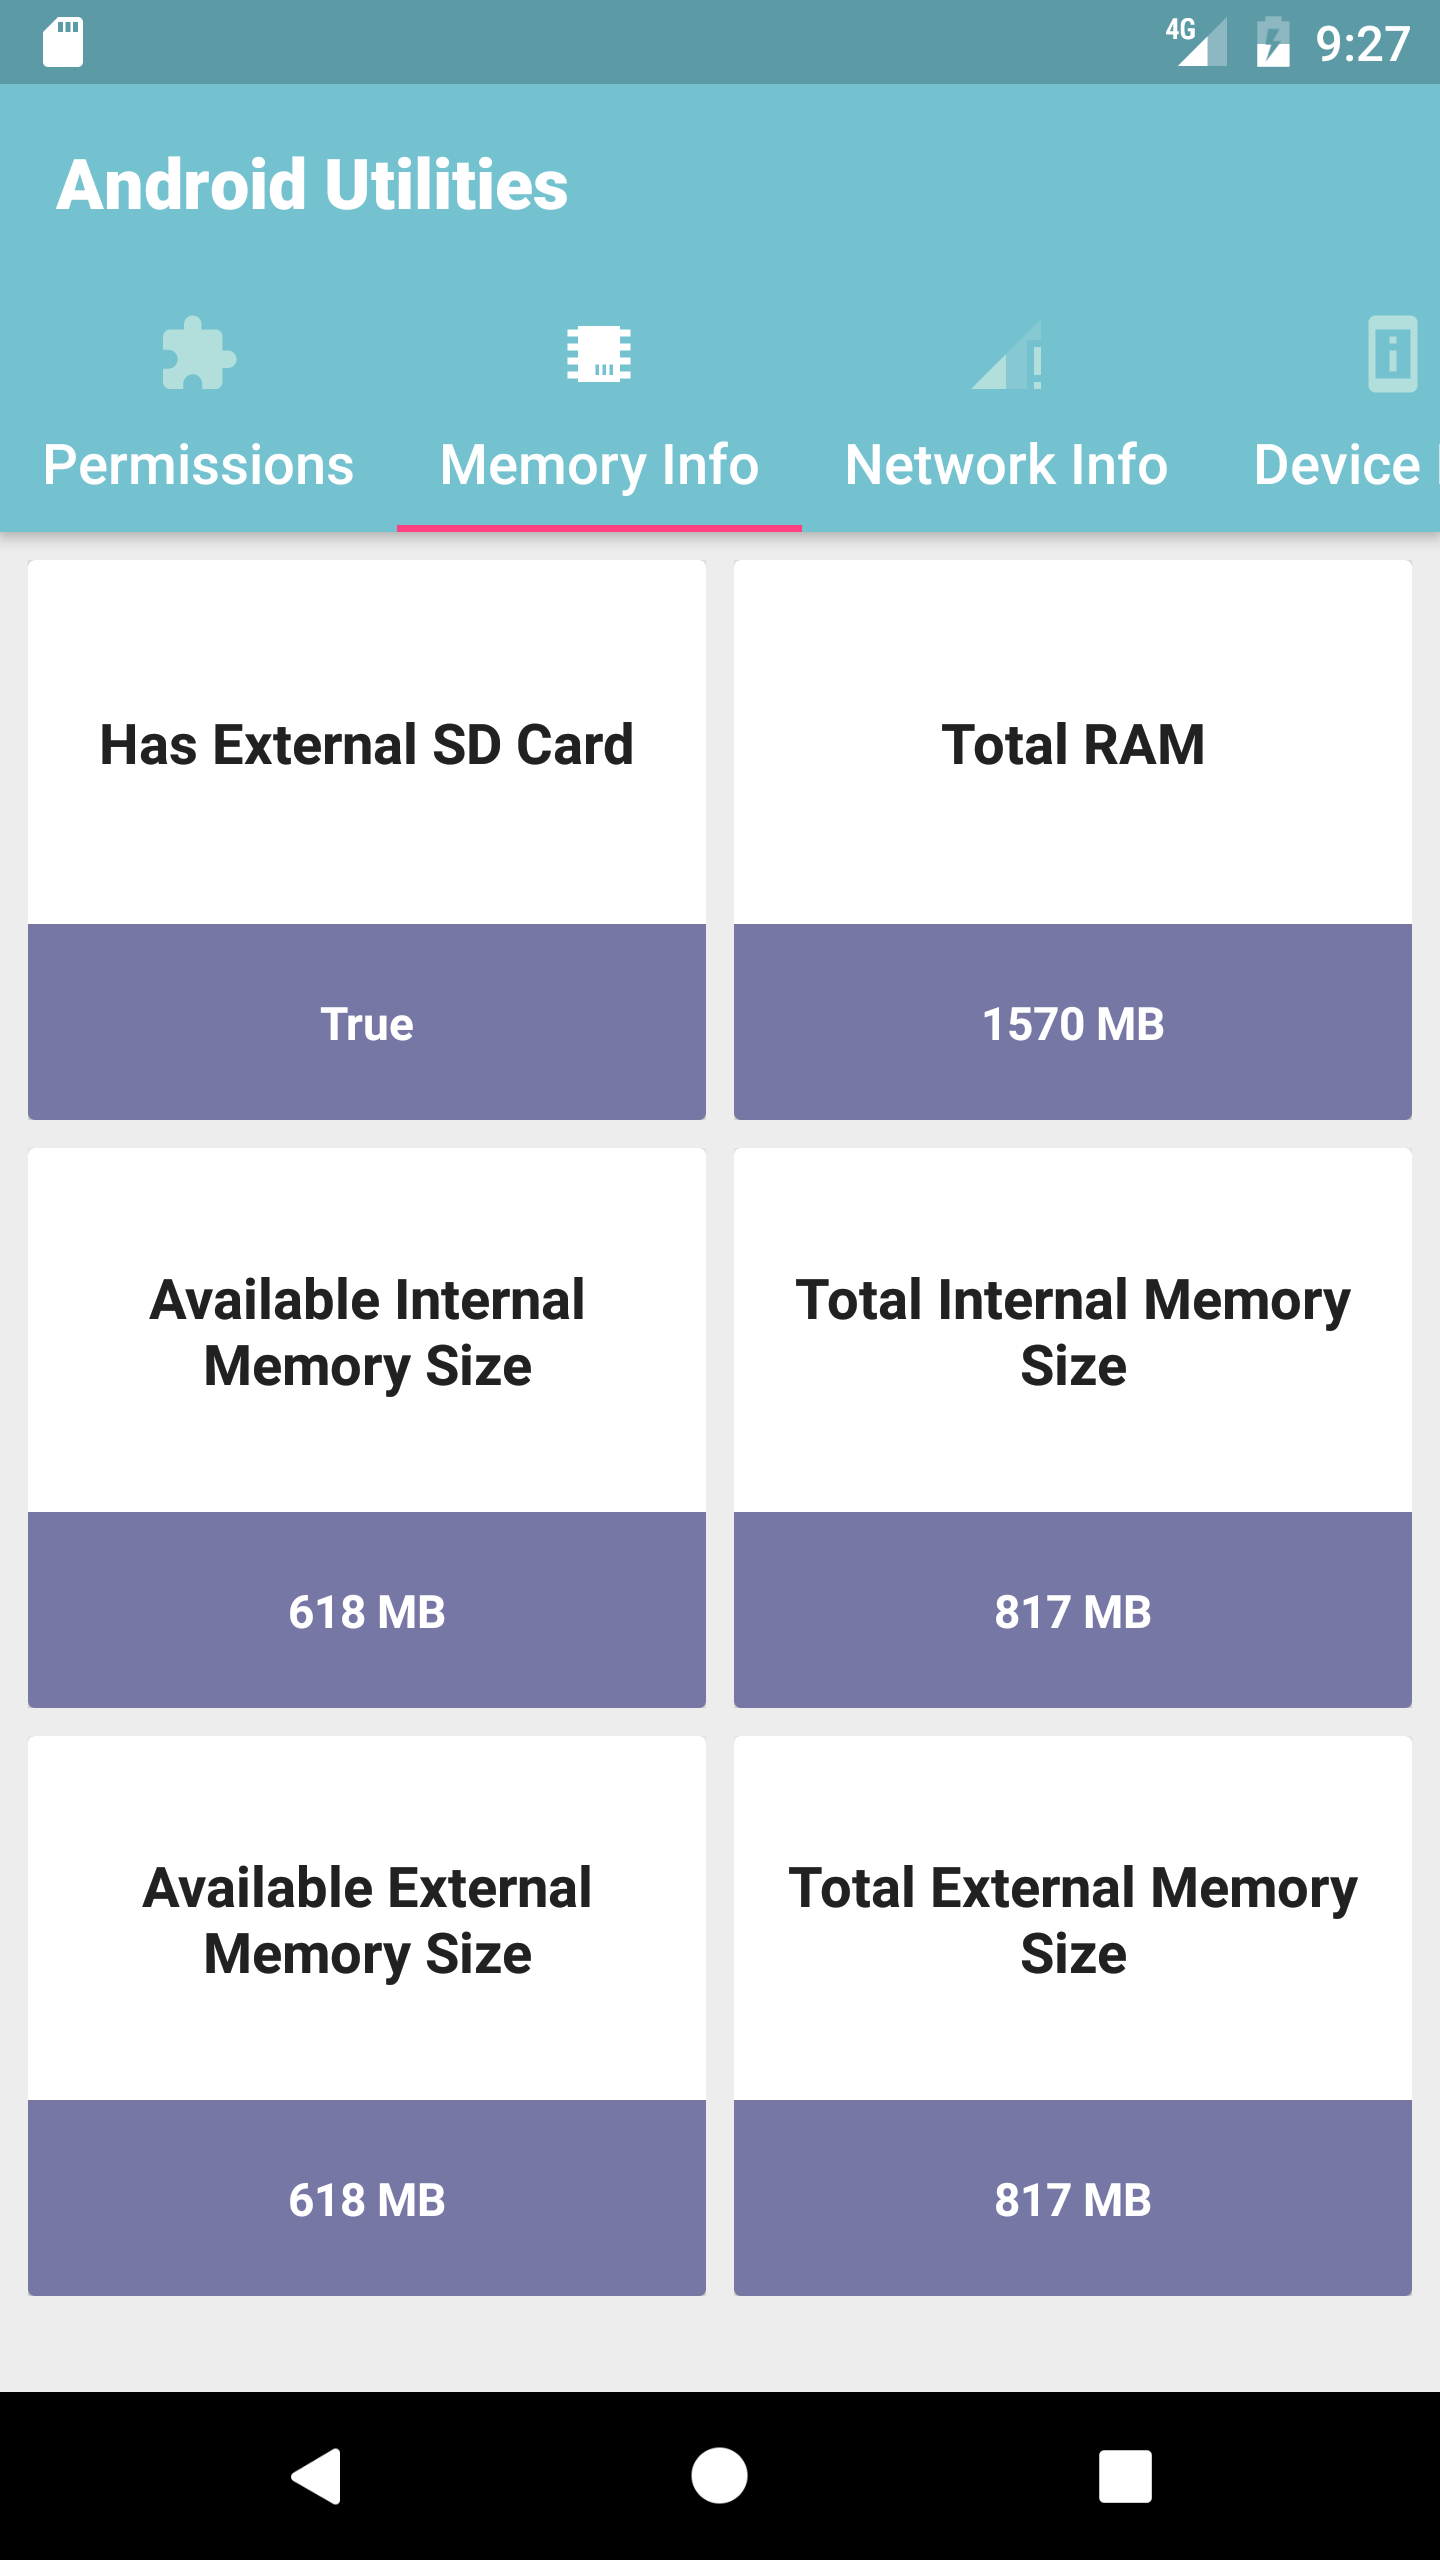 4G 9:27
Android Utilities
Permissions Memory Info Network Info Device
Has External SD Card
True
Total RAM
1570 MB
Available Internal
Memory Size
618 MB
Total Internal Memory
Size
817 MB
Available External
Memory Size
618 MB
Total External Memory
Size
817 MB